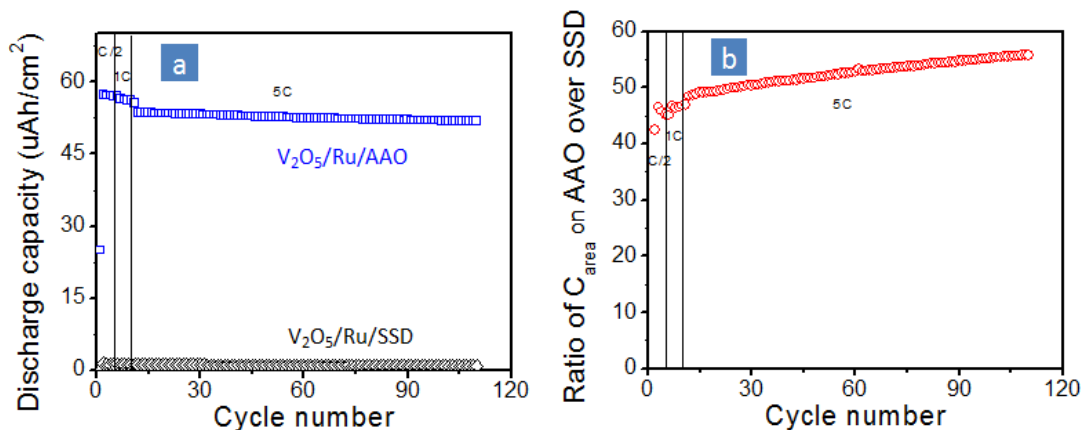 Discharge capacity (uAh/cm²)
60
45
30
15
0
C/2
1C
a
5C
V₂O₅/Ru/AAO
V₂O₅/Ru/SSD
0
30
60
90
120
Cycle number
Ratio of C_area on AAO over SSD
60
50
40
30
20
10
0
b
5C
1C
C/2
0
30
60
90
120
Cycle number